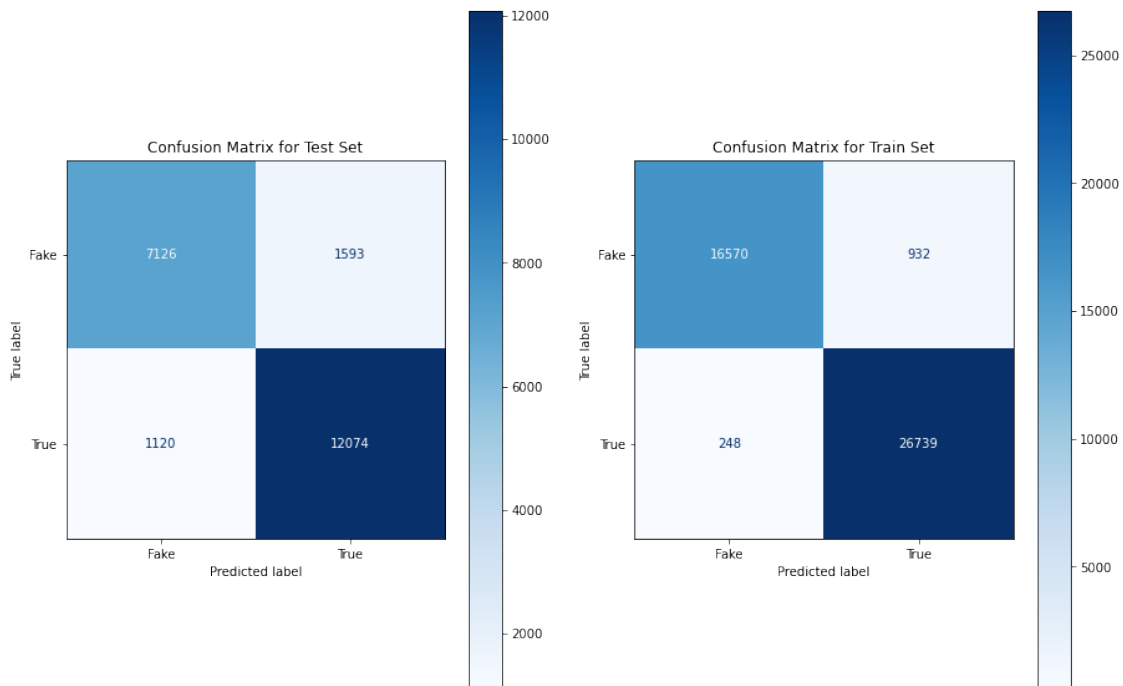 Confusion Matrix for Test Set
True label
Fake
7126
1593
True
1120
12074
Fake
True
Predicted label
12000
10000
8000
6000
4000
2000
Confusion Matrix for Train Set
True label
Fake
16570
932
True
248
26739
Fake
True
Predicted label
25000
20000
15000
10000
5000